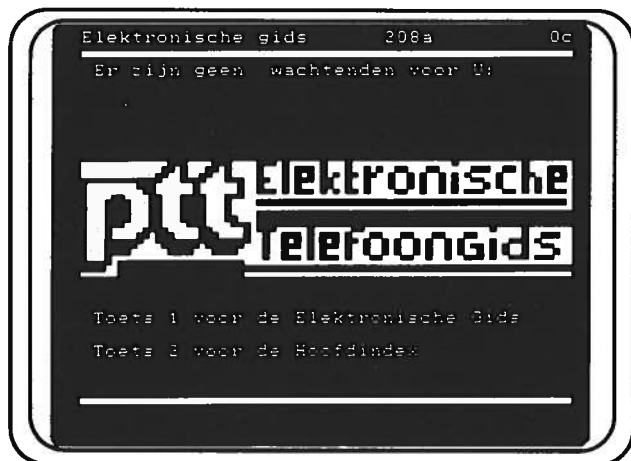 Elektronische gids 208a 0c
Er zijn geen wachtenden voor U:
ptt Elektronische
Telefoongids
Toets 1 voor de Elektronische Gids
Toets 2 voor de Hoofdindex